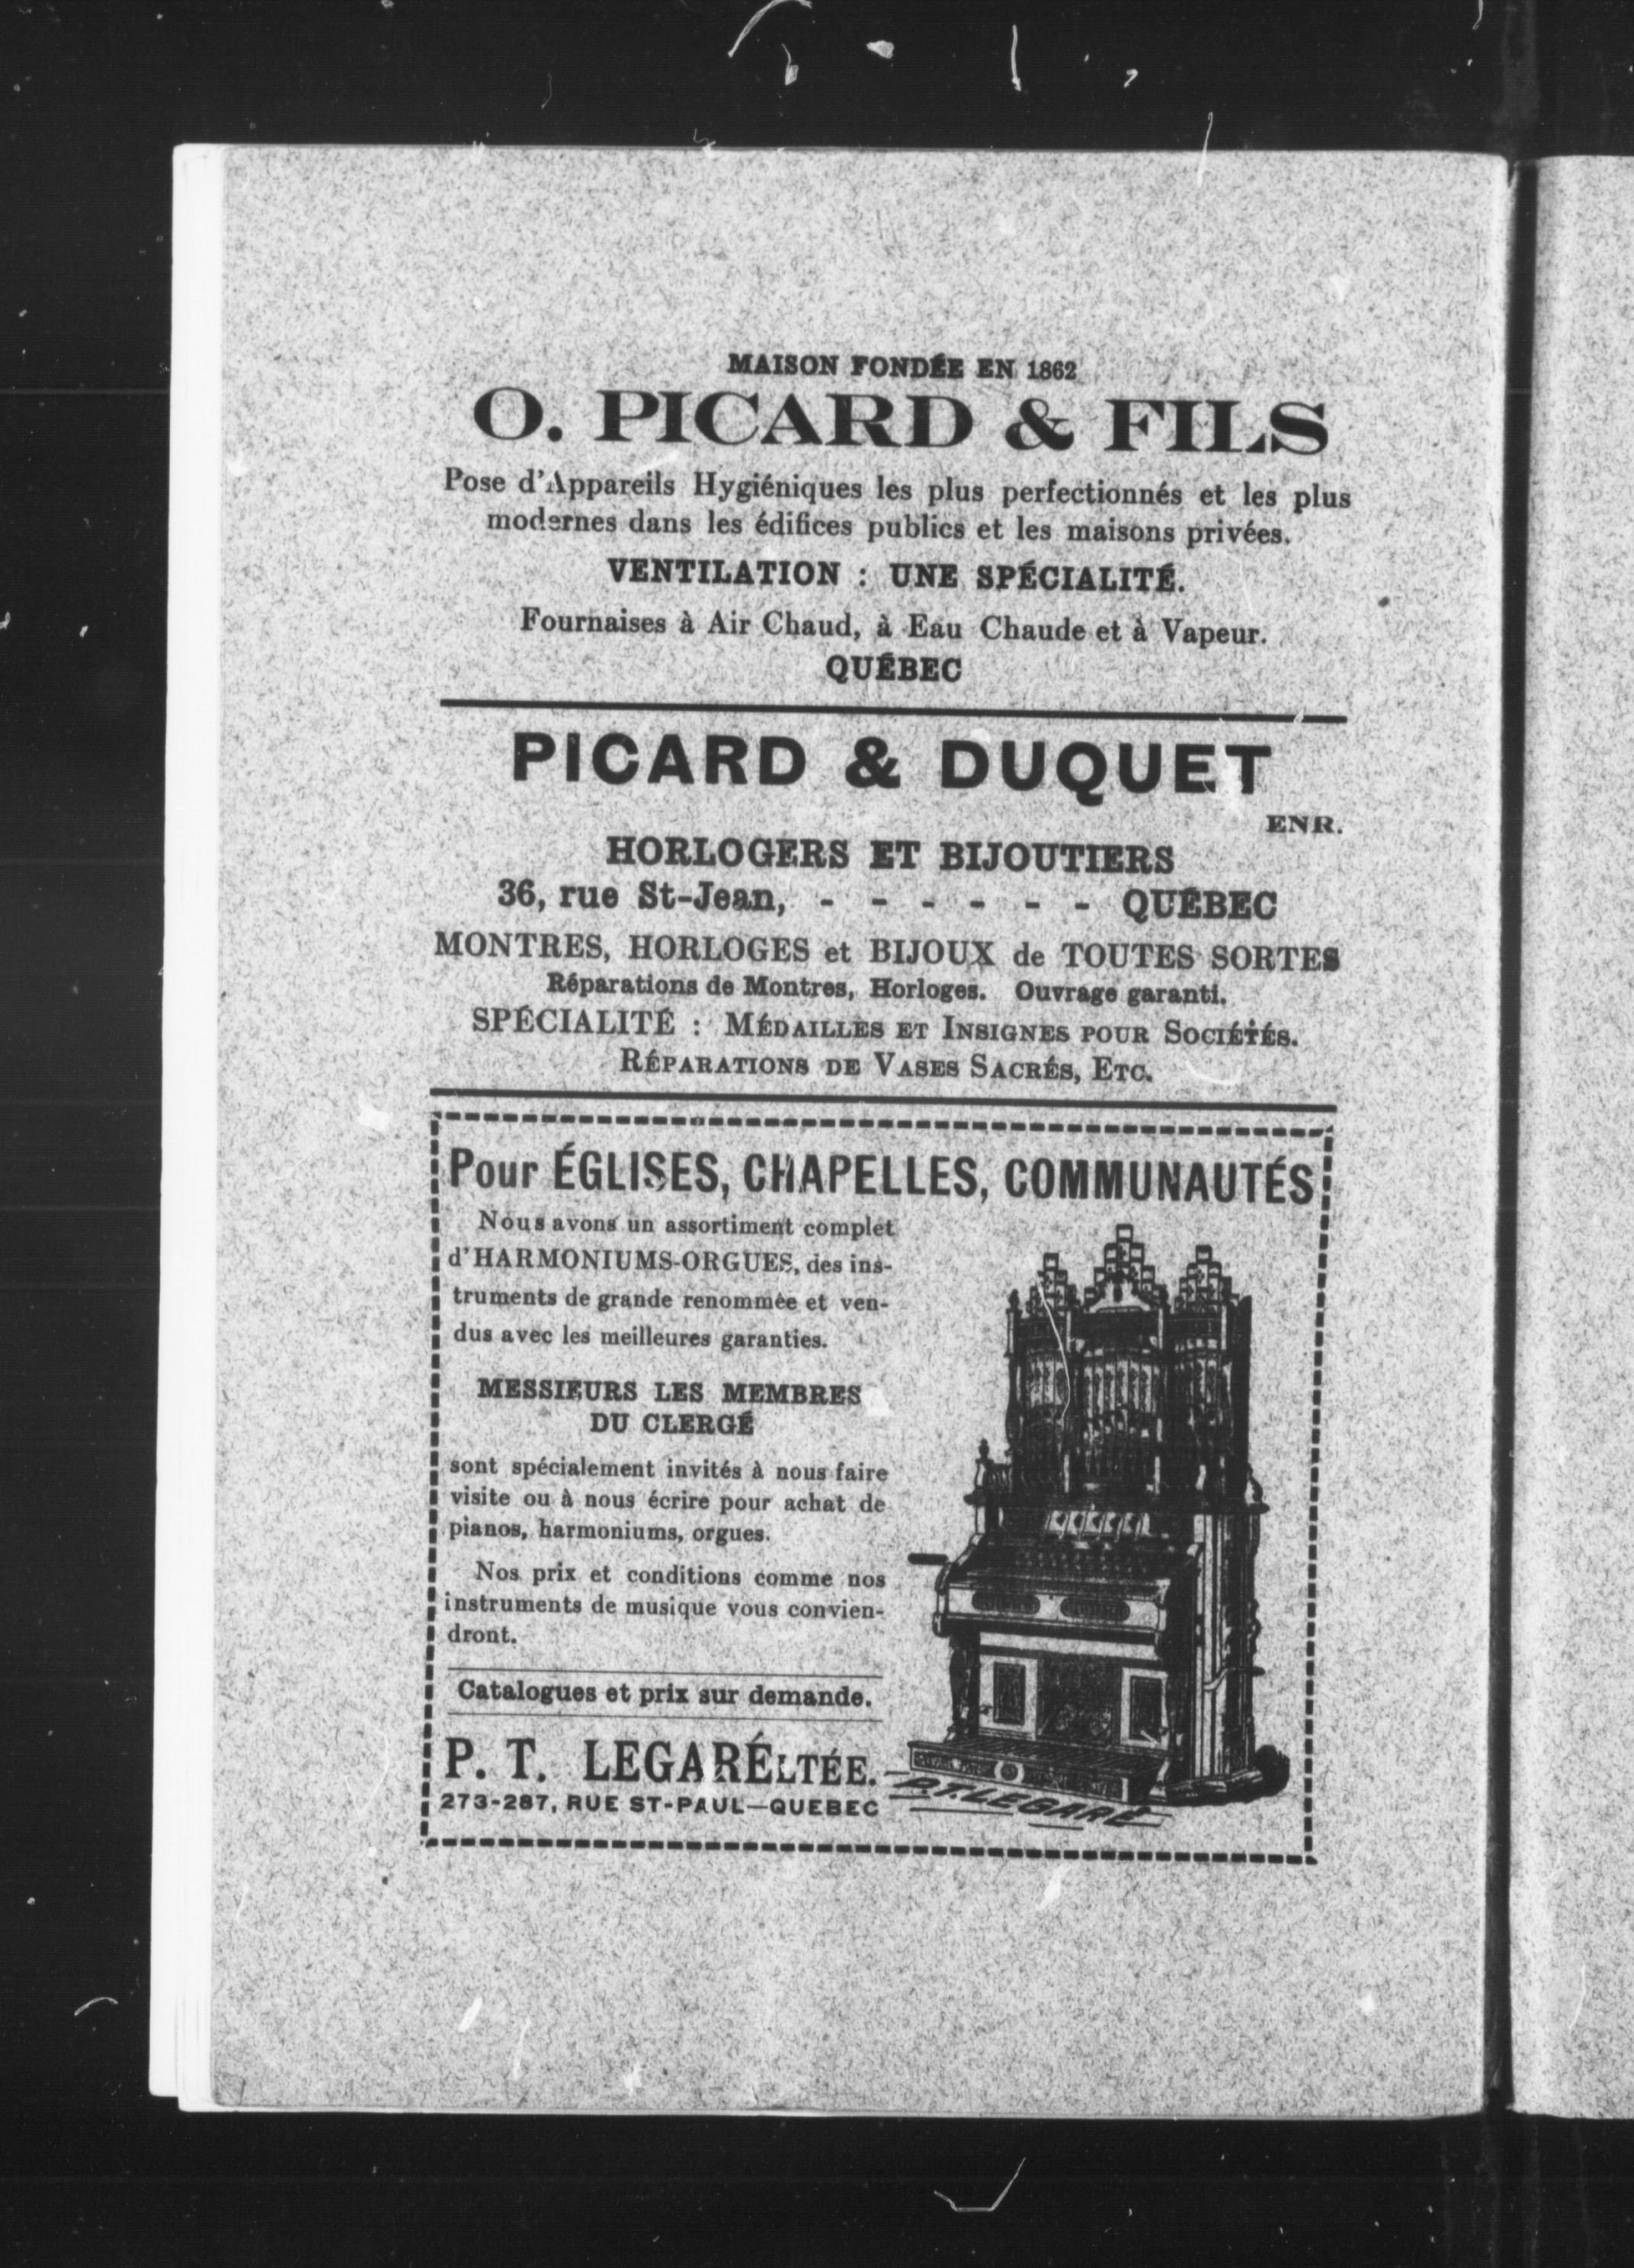 MAISON FONDÉE EN 1862
O. PICARD & FILS
Pose d'Appareils Hygiéniques les plus perfectionnés et les plus
modernes dans les édifices publics et les maisons privées.
VENTILATION : UNE SPÉCIALITÉ.
Fournaises à Air Chaud, à Eau Chaude et à Vapeur.
QUÉBEC
PICARD & DUQUET
ENR.
HORLOGERS ET BIJOUTIERS
36, rue St-Jean, - - - - - - QUÉBEC
MONTRES, HORLOGES et BIJOUX de TOUTES SORTES
Réparations de Montres, Horloges. Ouvrage garanti.
SPÉCIALITÉ : MÉDAILLES ET INSIGNES POUR SOCIÉTÉS.
RÉPARATIONS DE VASES SACRÉS, ETC.
Pour ÉGLISES, CHAPELLES, COMMUNAUTÉS
Nous avons un assortiment complet
d'HARMONIUMS-ORGUES, des ins-
truments de grande renommée et ven-
dus avec les meilleures garanties.
MESSIEURS LES MEMBRES
DU CLERGÉ
sont spécialement invités à nous faire
visite ou à nous écrire pour achat de
pianos, harmoniums, orgues.
Nos prix et conditions comme nos
instruments de musique vous convien-
dront.
Catalogues et prix sur demande.
P. T. LEGARÉ LTÉE.
273-287, RUE ST-PAUL—QUEBEC
P.T. LEGARÉ